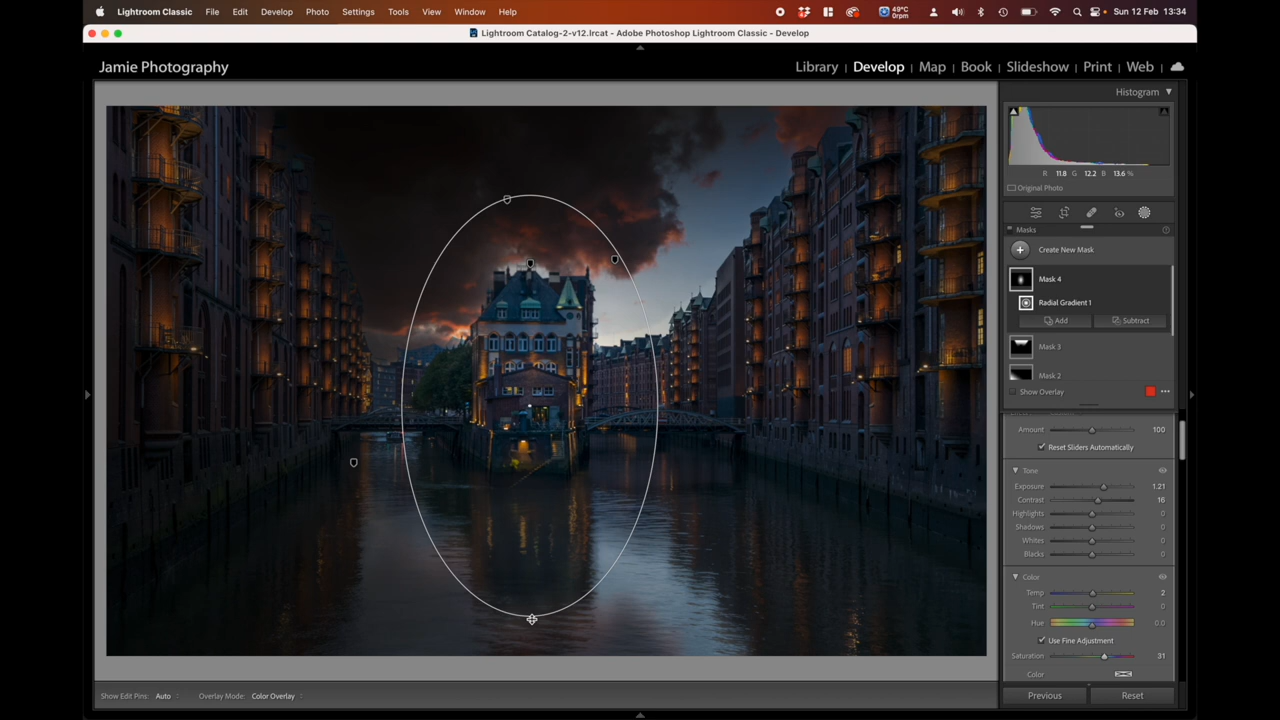 Lightroom Classic File Edit Develop Photo Settings Tools View Window Help 49°C 0rpm Sun 12 Feb 13:34
Lightroom Catalog-2-v12.lrcat - Adobe Photoshop Lightroom Classic - Develop
Jamie Photography Library | Develop | Map | Book | Slideshow | Print | Web
Histogram
R 11.8 G 12.2 B 13.6 %
Original Photo
Masks
Create New Mask
Mask 4
Radial Gradient 1
Add Subtract
Mask 3
Mask 2
Show Overlay
Amount 100
Reset Sliders Automatically
Tone
Exposure 1.21
Contrast 16
Highlights 0
Shadows 0
Whites 0
Blacks 0
Color
Temp 2
Tint 0
Hue 0.0
Use Fine Adjustment
Saturation 31
Color
Show Edit Pins: Auto Overlay Mode: Color Overlay Previous Reset